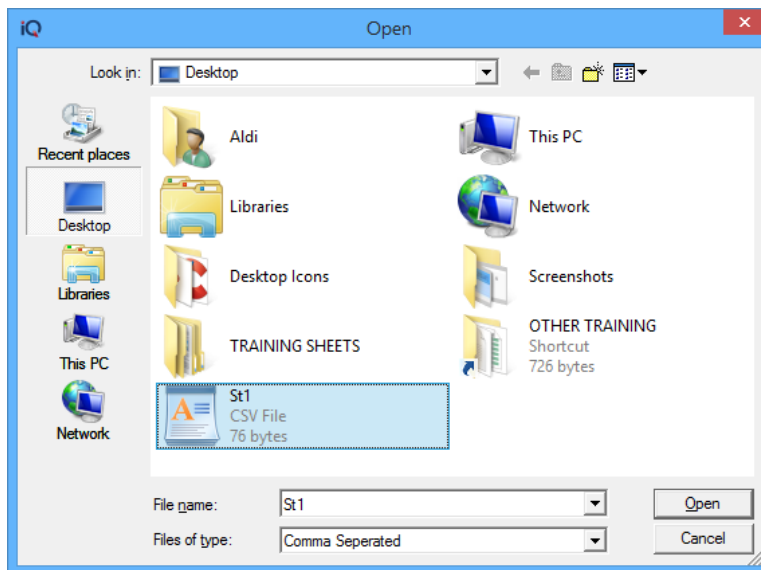 iQ
Open
Look in:
Desktop
Recent places
Desktop
Libraries
This PC
Network
Aldi
This PC
Libraries
Network
Desktop Icons
Screenshots
TRAINING SHEETS
OTHER TRAINING
Shortcut
726 bytes
St1
CSV File
76 bytes
File name:
St1
Open
Files of type:
Comma Seperated
Cancel